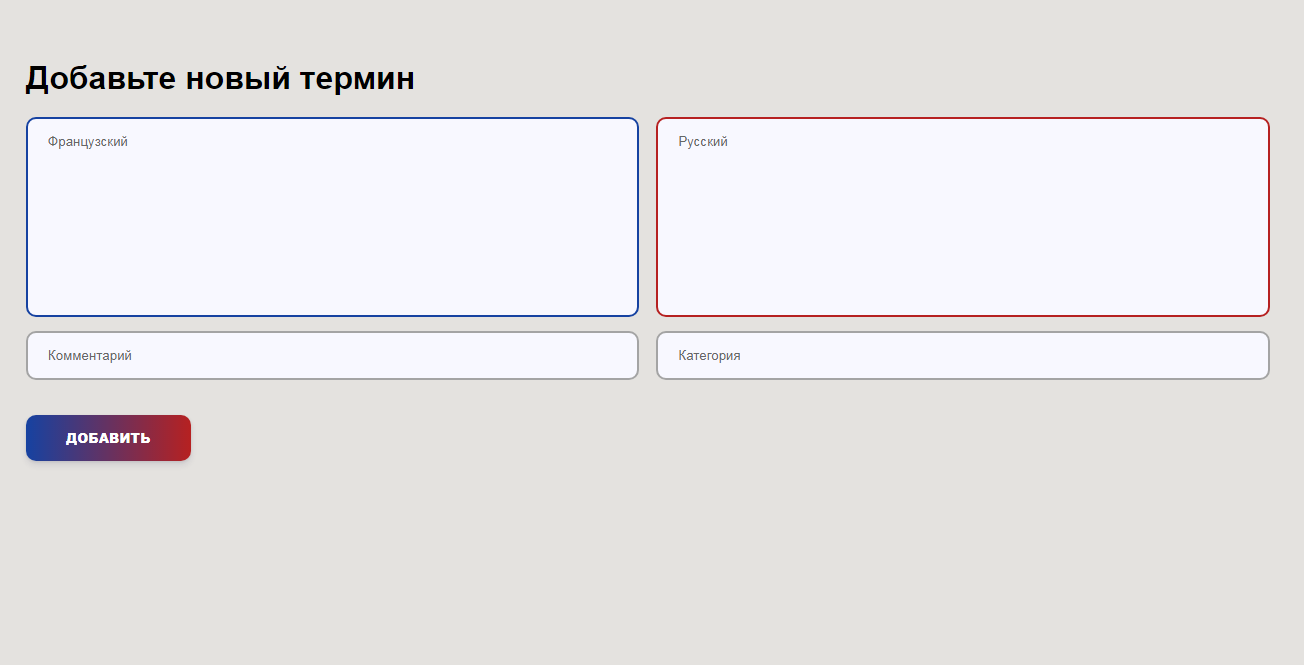 Добавьте новый термин
Французский
Русский
Комментарий
Категория
ДОБАВИТЬ